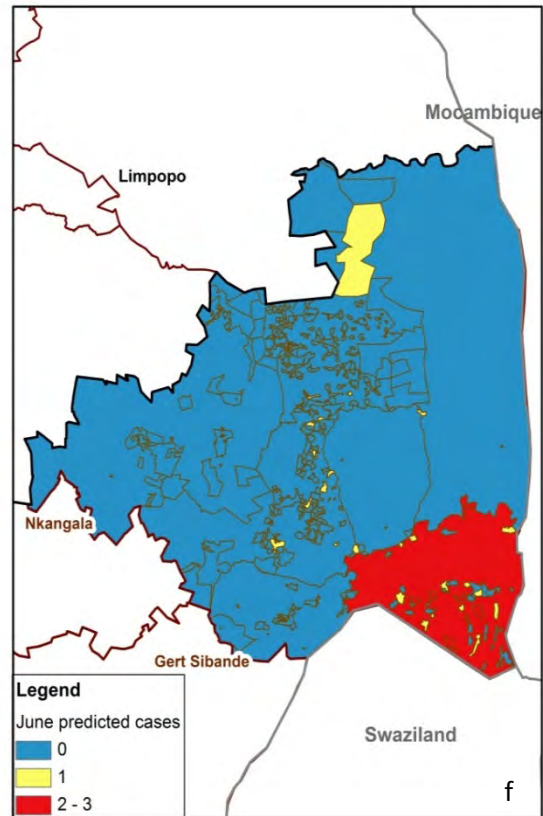 Mocambique
Limpopo
Nkangala
Gert Sibande
Swaziland
Legend
June predicted cases
0
1
2 - 3
f